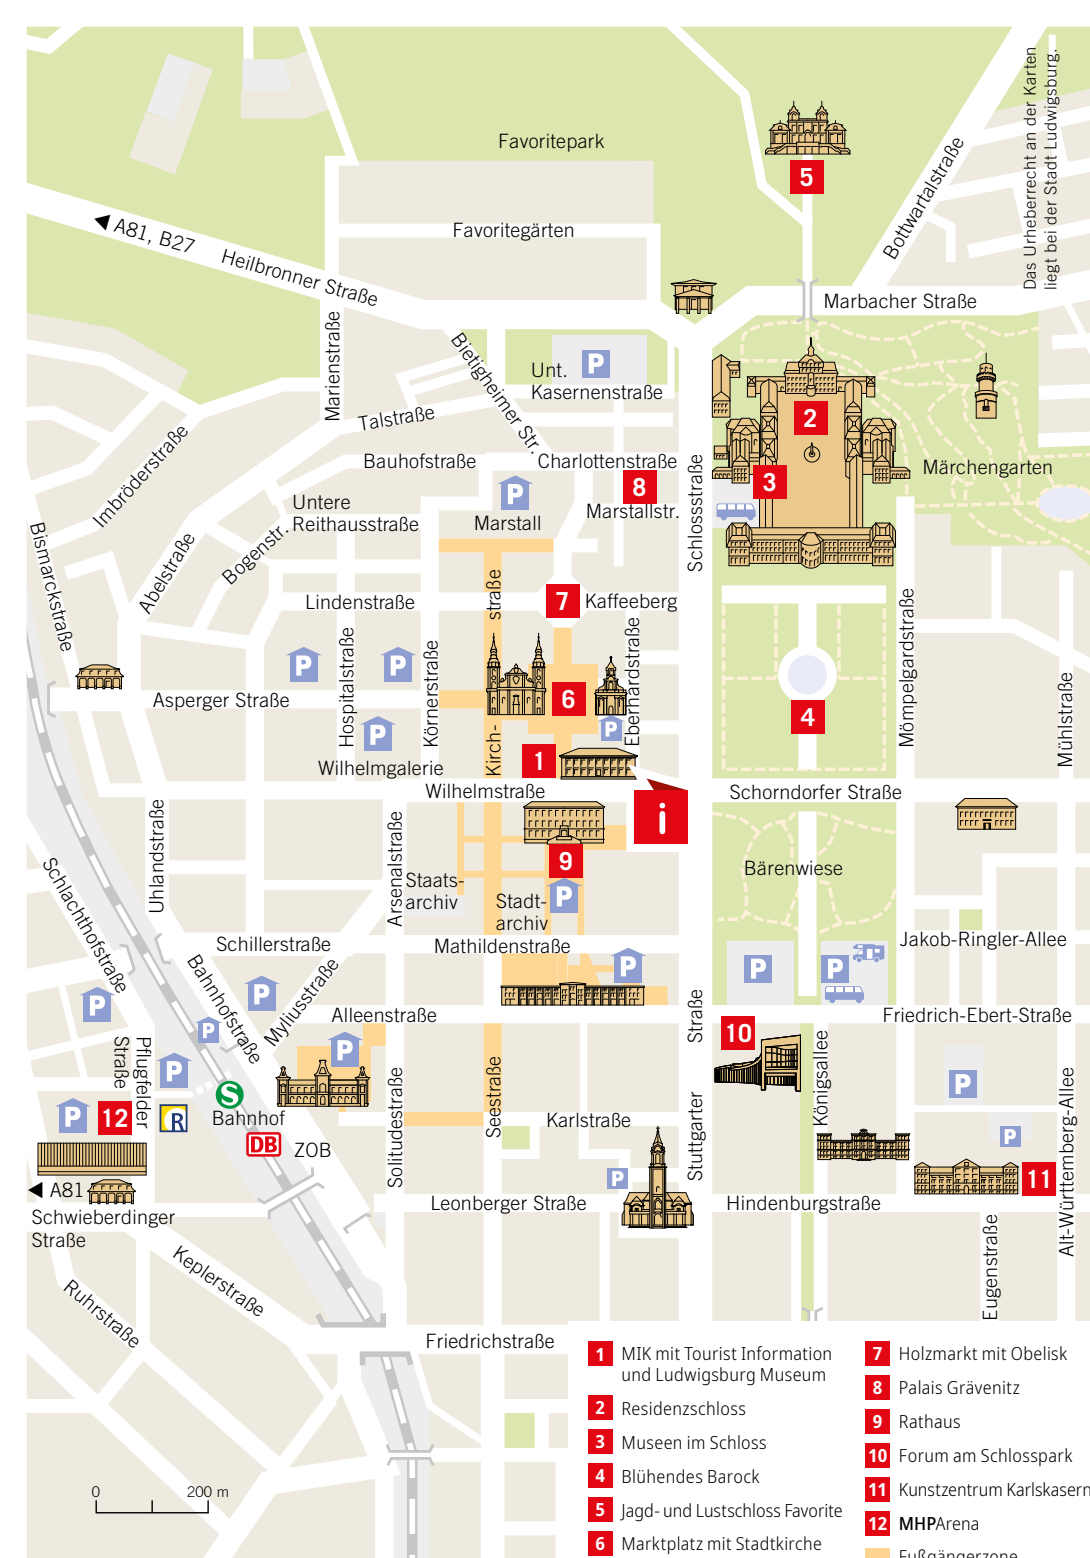 Das Urheberrecht an der Karten
liegt bei der Stadt Ludwigsburg.
Favoritepark
5
Bottwartalstraße
A81, B27
Favoritegärten
Heilbronner Straße
Marbacher Straße
Marienstraße
Bietigheimer Str.
P
Unt.
Kasernenstraße
Talstraße
2
Imbröderstraße
Bauhofstraße
Charlottenstraße
Schlossstraße
Märchengarten
3
8
P
Untere
Reithausstraße
Marstall
Marstallstr.
Bismarckstraße
Abelstraße
Bogenstr.
Lindenstraße
7
Kaffeeberg
Kirch-
straße
Eberhardstraße
Mömpelgardstraße
Hospitalstraße
Körnerstraße
P
P
Mühlstraße
Asperger Straße
6
4
P
P
Wilhelmgalerie
1
Wilhelmstraße
i
Schorndorfer Straße
Uhlandstraße
Arsenalstraße
Schlachthofstraße
9
Bärenwiese
Staats-
archiv
P
Stadt-
archiv
Schillerstraße
Mathildenstraße
Jakob-Ringler-Allee
Bahnhofstraße
Myliusstraße
P
P
P
P
P
Alleenstraße
Straße
Friedrich-Ebert-Straße
P
10
P
P
Pflugfelder
Straße
Königsallee
Seestraße
Solitudestraße
P
Alt-Württemberg-Allee
S
P
12
R
Bahnhof
Karlstraße
Stuttgarter
P
DB
ZOB
P
11
A81
Leonberger Straße
Hindenburgstraße
Schwieberdinger
Straße
Keplerstraße
Eugenstraße
Ruhrstraße
Friedrichstraße
0
200 m
1 MIK mit Tourist Information
und Ludwigsburg Museum
2 Residenzschloss
3 Museen im Schloss
4 Blühendes Barock
5 Jagd- und Lustschloss Favorite
6 Marktplatz mit Stadtkirche
7 Holzmarkt mit Obelisk
8 Palais Grävenitz
9 Rathaus
10 Forum am Schlosspark
11 Kunstzentrum Karlskasern
12 MHPArena
Fußgängerzone